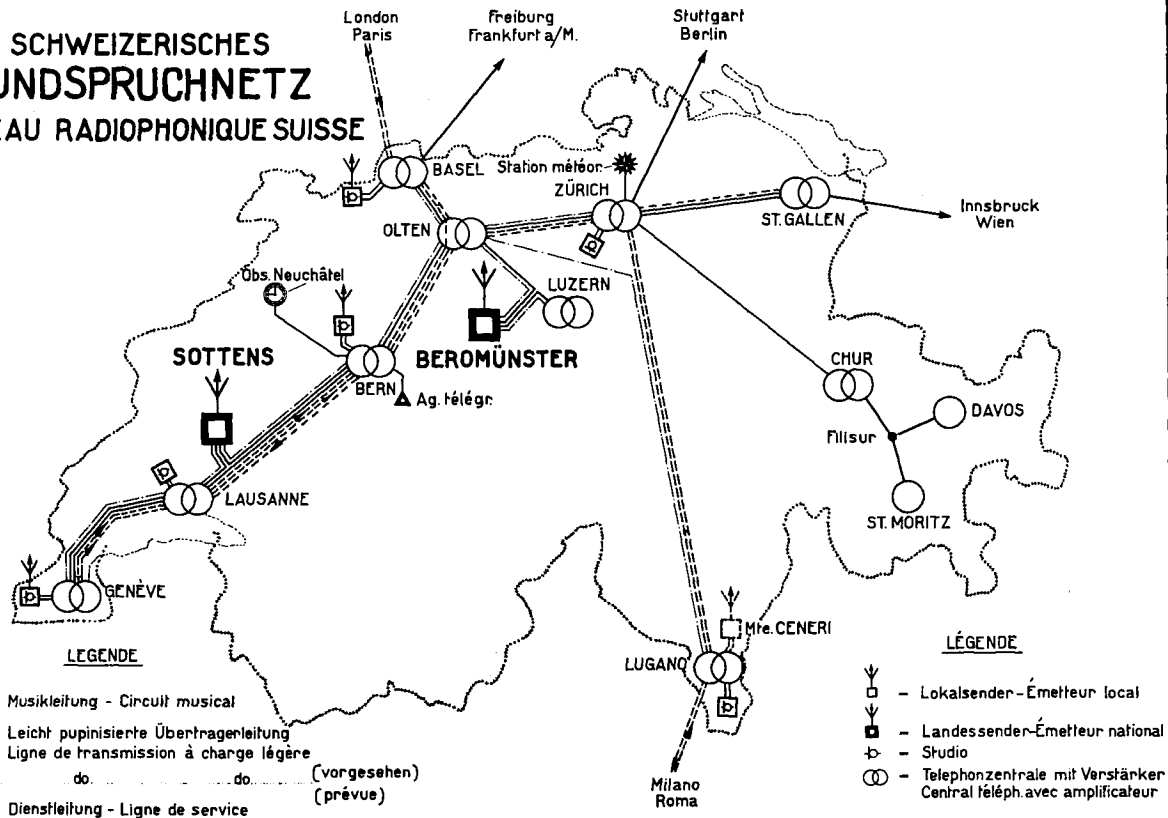 SCHWEIZERISCHES
UNDSPRUCHNETZ
EAU RADIOPHONIQUE SUISSE
London
Paris
Freiburg
Frankfurt a/M.
Stuttgart
Berlin
BASEL
Station météor.
ZÜRICH
OLTEN
ST. GALLEN
Innsbruck
Wien
Obs. Neuchâtel
LUZERN
SOTTENS
BEROMÜNSTER
BERN
Ag. télégr.
CHUR
DAVOS
Filisur
ST. MORITZ
LAUSANNE
GENÈVE
Mte. CENERI
LUGANO
Milano
Roma
LEGENDE
Musikleitung - Circuit musical
Leicht pupinisierte Übertragerleitung
Ligne de transmission à charge légère
do. do. (vorgesehen)
(prévue)
Dienstleitung - Ligne de service
LÉGENDE
- Lokalsender - Émetteur local
- Landessender - Émetteur national
- Studio
- Telephonzentrale mit Verstärker
Central téléph. avec amplificateur